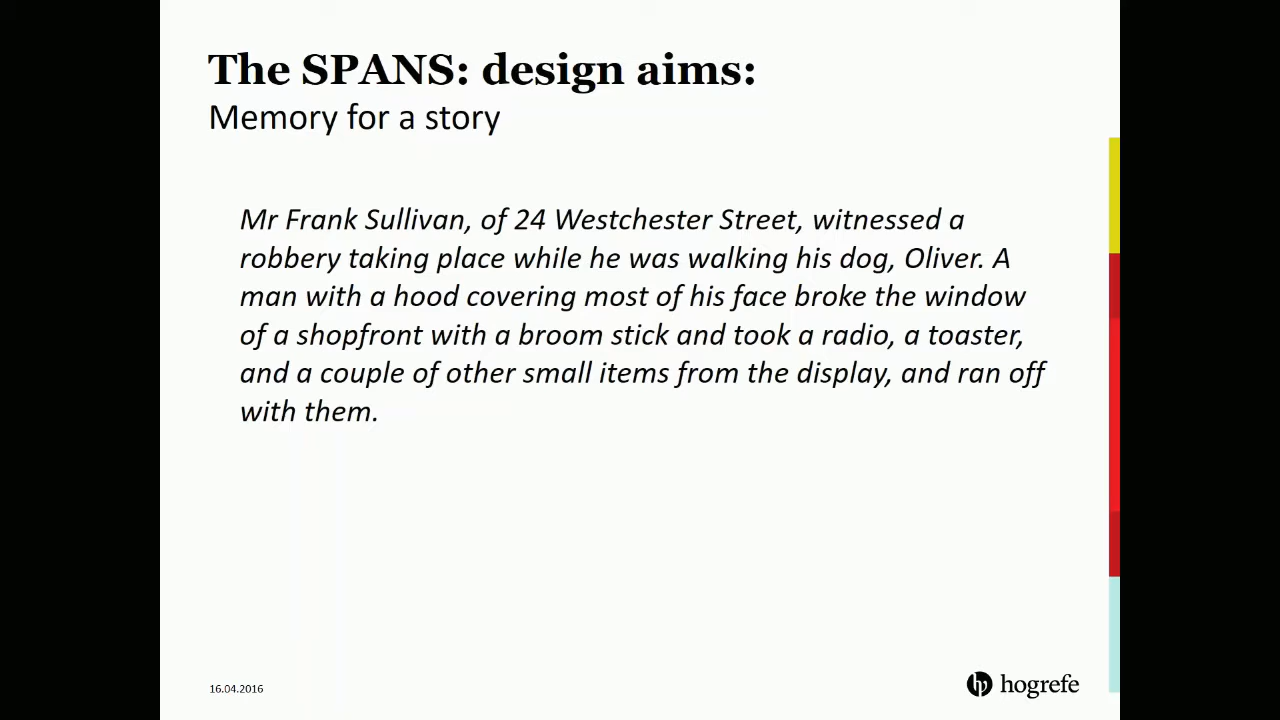 The SPANS: design aims:
Memory for a story
Mr Frank Sullivan, of 24 Westchester Street, witnessed a
robbery taking place while he was walking his dog, Oliver. A
man with a hood covering most of his face broke the window
of a shopfront with a broom stick and took a radio, a toaster,
and a couple of other small items from the display, and ran off
with them.
16.04.2016
hogrefe